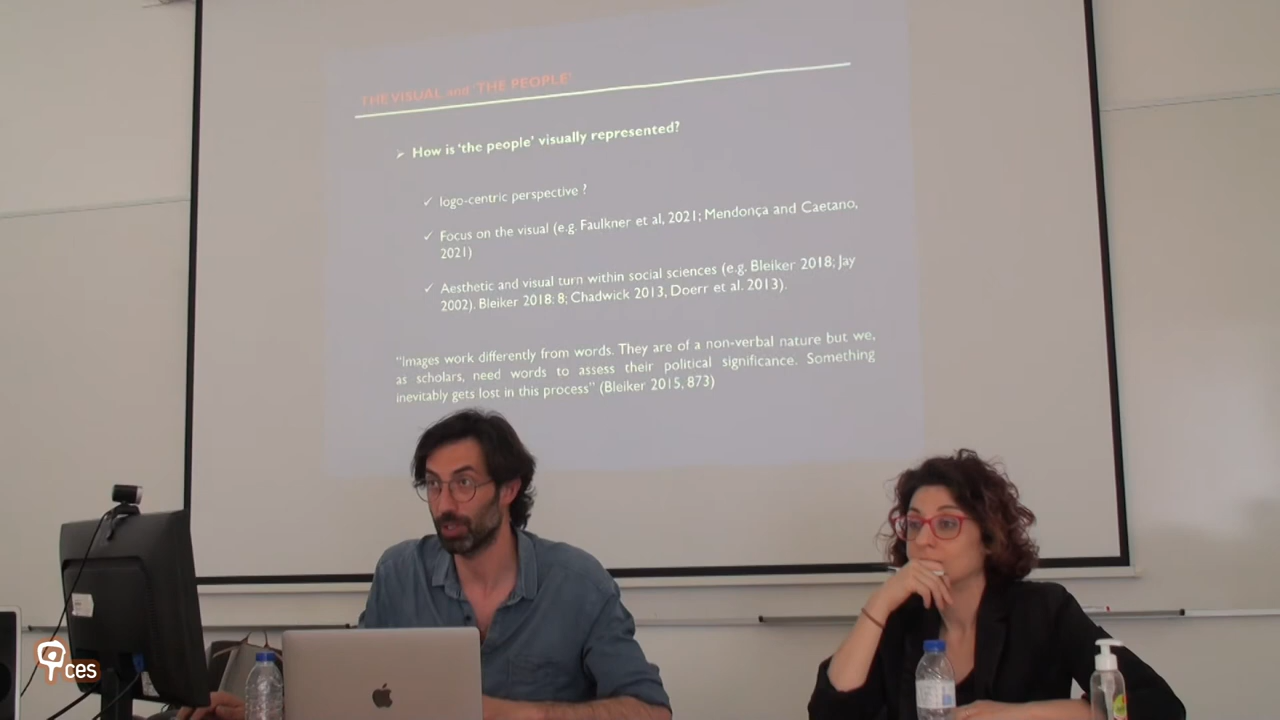 THE VISUAL and 'THE PEOPLE'
➢ How is 'the people' visually represented?
✓ logo-centric perspective ?
✓ Focus on the visual (e.g. Faulkner et al, 2021; Mendonça and Caetano,
2021)
✓ Aesthetic and visual turn within social sciences (e.g. Bleiker 2018; Jay
2002). Bleiker 2018: 8; Chadwick 2013, Doerr et al. 2013).
"Images work differently from words. They are of a non-verbal nature but we,
as scholars, need words to assess their political significance. Something
inevitably gets lost in this process" (Bleiker 2015, 873)
ces